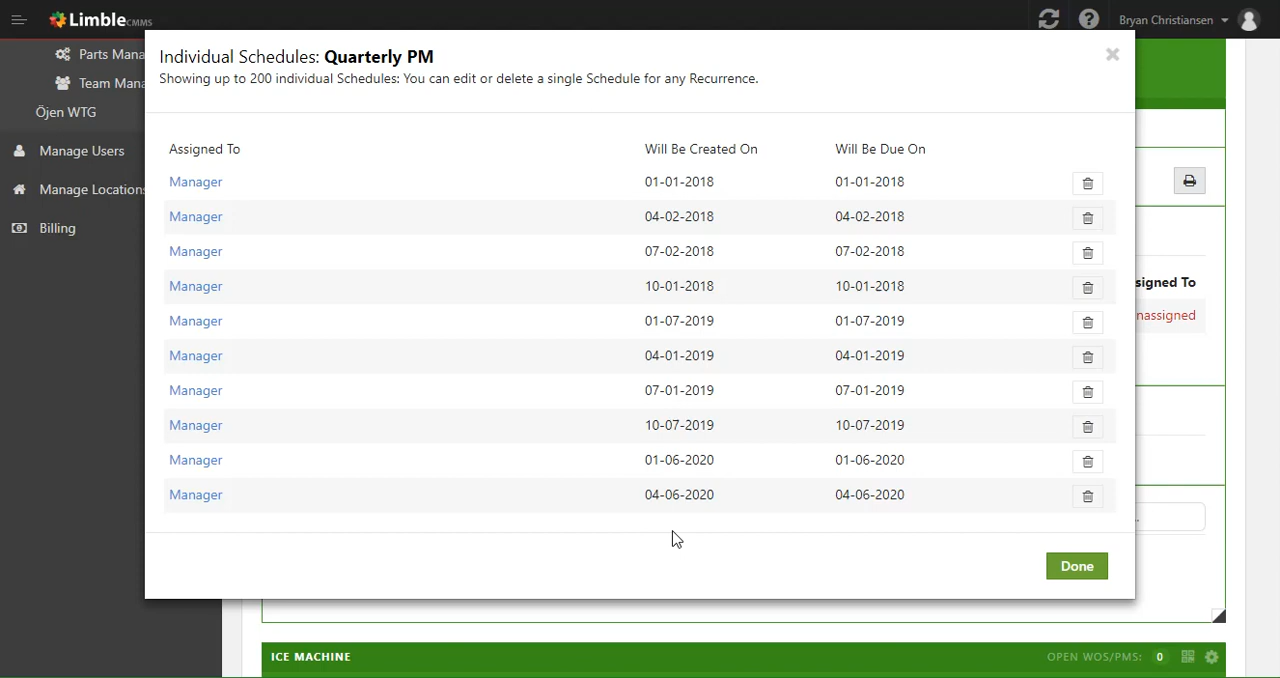 LimbleCMMS
Bryan Christiansen
Parts Mana
Team Mana
Öjen WTG
Manage Users
Manage Locations
Billing
Individual Schedules: Quarterly PM
Showing up to 200 individual Schedules: You can edit or delete a single Schedule for any Recurrence.
Assigned To Will Be Created On Will Be Due On
Manager 01-01-2018 01-01-2018
Manager 04-02-2018 04-02-2018
Manager 07-02-2018 07-02-2018
Manager 10-01-2018 10-01-2018
Manager 01-07-2019 01-07-2019
Manager 04-01-2019 04-01-2019
Manager 07-01-2019 07-01-2019
Manager 10-07-2019 10-07-2019
Manager 01-06-2020 01-06-2020
Manager 04-06-2020 04-06-2020
Done
signed To
nassigned
ICE MACHINE OPEN WOS/PMS: 0